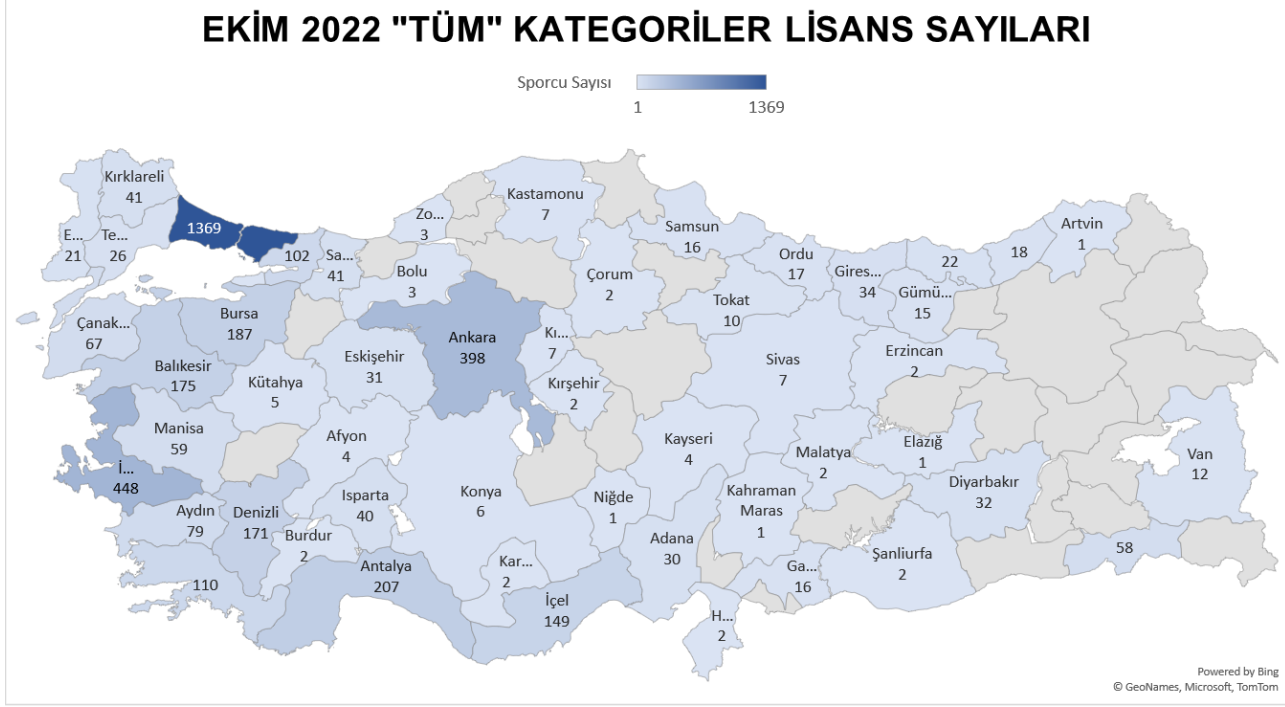 EKİM 2022 "TÜM" KATEGORİLER LİSANS SAYILARI
Sporcu Sayısı
1
1369
Kırklareli
41
E...
21
Te...
26
1369
102
Sa...
41
Zo...
3
Bolu
3
Kastamonu
7
Samsun
16
Ordu
17
Gires...
34
22
18
Artvin
1
Gümü...
15
Çorum
2
Tokat
10
Çanak...
67
Bursa
187
Balıkesir
175
Kütahya
5
Eskişehir
31
Ankara
398
Kı...
7
Kırşehir
2
Sivas
7
Erzincan
2
Manisa
59
İ...
448
Afyon
4
Kayseri
4
Malatya
2
Elazığ
1
Van
12
Diyarbakır
32
Aydın
79
Denizli
171
Isparta
40
Burdur
2
Konya
6
Niğde
1
Kahraman
Maras
1
Adana
30
110
Antalya
207
Kar...
2
İçel
149
Ga...
16
Şanliurfa
2
58
H...
2
Powered by Bing
© GeoNames, Microsoft, TomTom